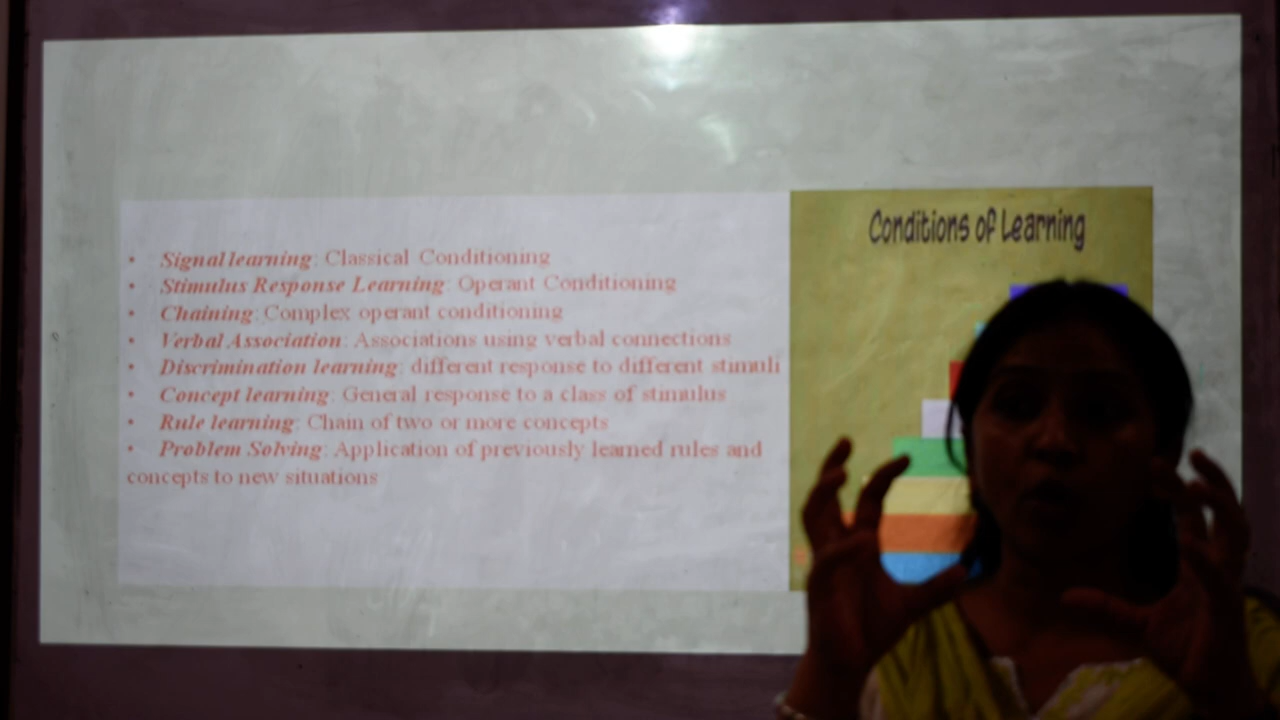 • Signal learning: Classical Conditioning
• Stimulus Response Learning: Operant Conditioning
• Chaining: Complex operant conditioning
• Verbal Association: Associations using verbal connections
• Discrimination learning: different response to different stimuli
• Concept learning: General response to a class of stimulus
• Rule learning: Chain of two or more concepts
• Problem Solving: Application of previously learned rules and
concepts to new situations
Conditions of Learning